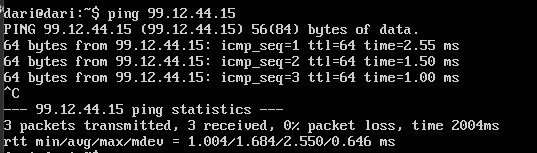 dari@dari:~$ ping 99.12.44.15
PING 99.12.44.15 (99.12.44.15) 56(84) bytes of data.
64 bytes from 99.12.44.15: icmp_seq=1 ttl=64 time=2.55 ms
64 bytes from 99.12.44.15: icmp_seq=2 ttl=64 time=1.50 ms
64 bytes from 99.12.44.15: icmp_seq=3 ttl=64 time=1.00 ms
^C
--- 99.12.44.15 ping statistics ---
3 packets transmitted, 3 received, 0% packet loss, time 2004ms
rtt min/avg/max/mdev = 1.004/1.684/2.550/0.646 ms